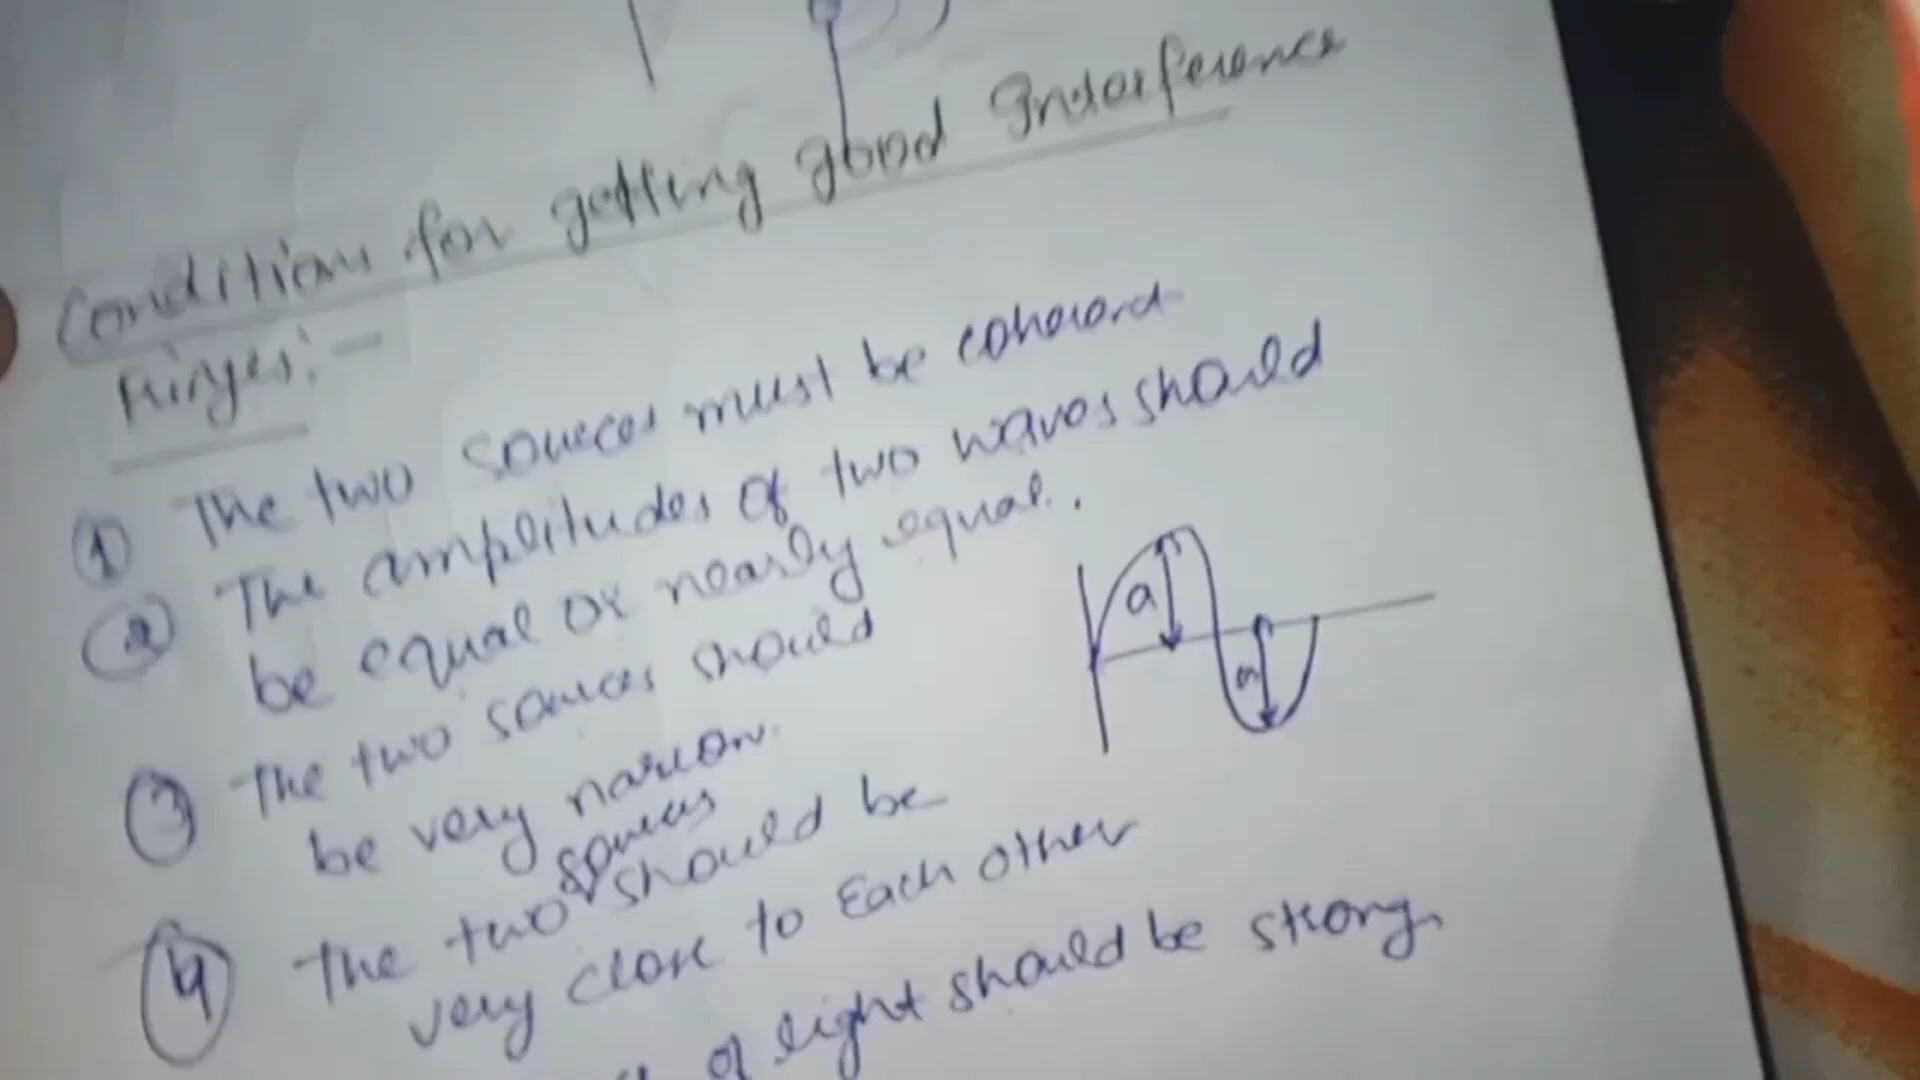 Conditions for getting good Interference
Fringes:-
① The two sources must be coherent
② The amplitudes of two waves should
be equal or nearly equal.
a
a
③ The two sources should
be very narrow.
④ The two sources should be
very close to Each other
of light should be strong.